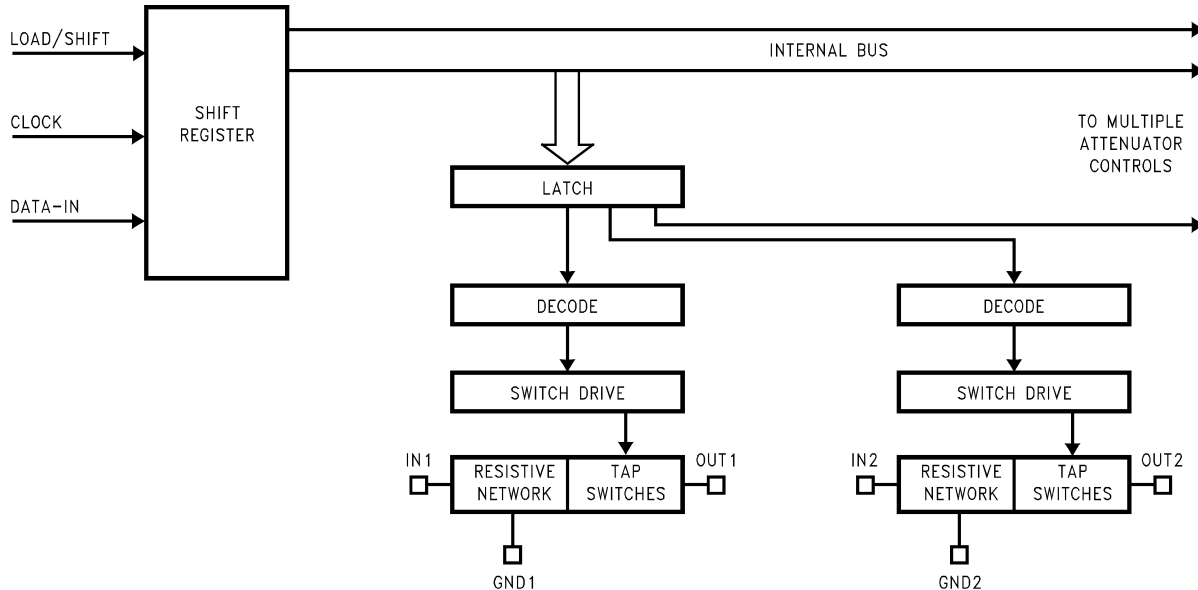 LOAD/SHIFT
CLOCK
DATA-IN
SHIFT
REGISTER
INTERNAL BUS
TO MULTIPLE
ATTENUATOR
CONTROLS
LATCH
DECODE
DECODE
SWITCH DRIVE
SWITCH DRIVE
IN1
RESISTIVE
NETWORK
TAP
SWITCHES
OUT1
GND1
IN2
RESISTIVE
NETWORK
TAP
SWITCHES
OUT2
GND2